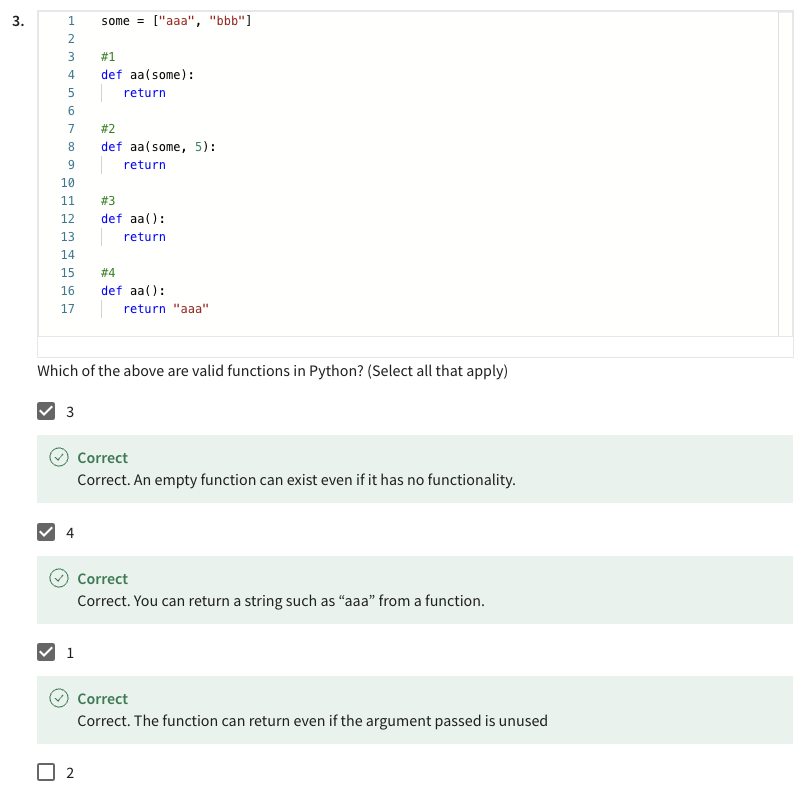 3.
1 some = ["aaa", "bbb"]
2
3 #1
4 def aa(some):
5 return
6
7 #2
8 def aa(some, 5):
9 return
10
11 #3
12 def aa():
13 return
14
15 #4
16 def aa():
17 return "aaa"
Which of the above are valid functions in Python? (Select all that apply)
3
Correct
Correct. An empty function can exist even if it has no functionality.
4
Correct
Correct. You can return a string such as “aaa” from a function.
1
Correct
Correct. The function can return even if the argument passed is unused
2